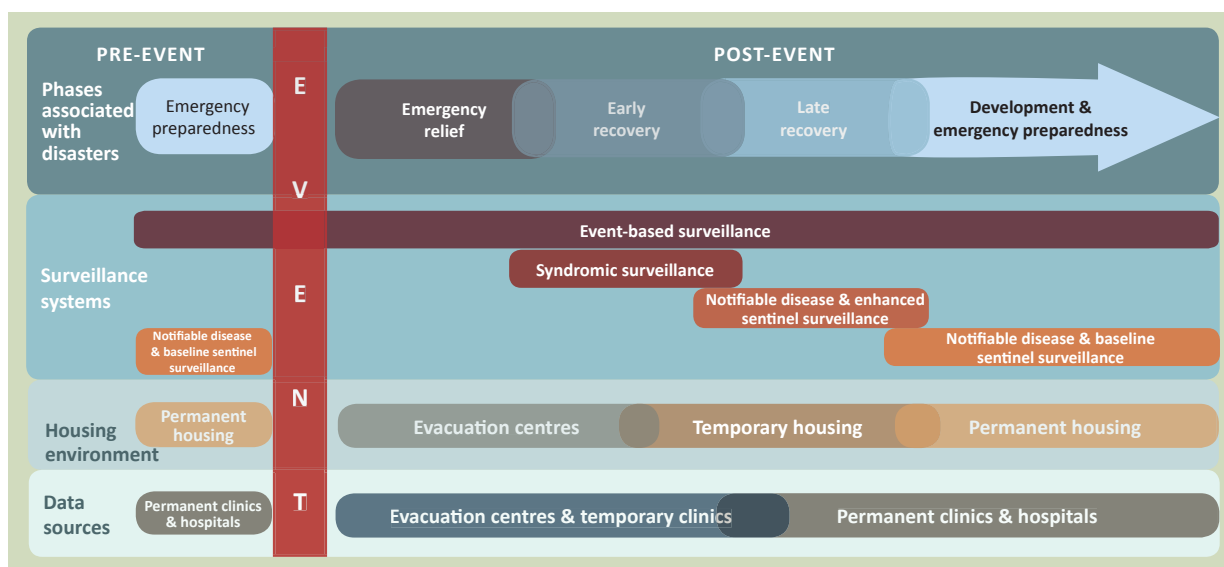 PRE-EVENT
POST-EVENT
Phases
associated
with
disasters
Emergency
preparedness
E
V
E
N
T
Emergency
relief
Early
recovery
Late
recovery
Development &
emergency preparedness
Surveillance
systems
Event-based surveillance
Syndromic surveillance
Notifiable disease & enhanced
sentinel surveillance
Notifiable disease
& baseline sentinel
surveillance
Notifiable disease & baseline
sentinel surveillance
Housing
environment
Permanent
housing
Evacuation centres
Temporary housing
Permanent housing
Data
sources
Permanent clinics
& hospitals
Evacuation centres & temporary clinics
Permanent clinics & hospitals